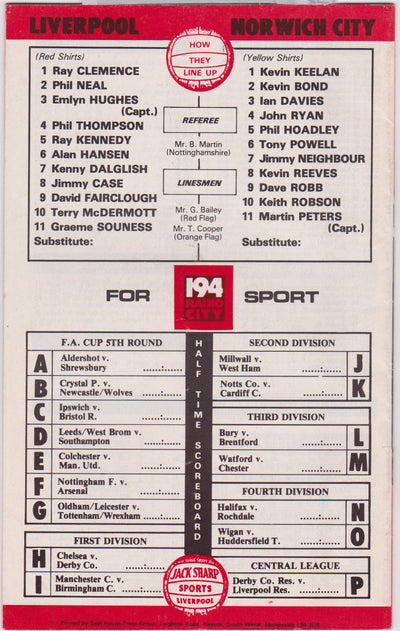 LIVERPOOL
NORWICH CITY
HOW
THEY
LINE UP
(Red Shirts)
1 Ray CLEMENCE
2 Phil NEAL
3 Emlyn HUGHES
(Capt.)
4 Phil THOMPSON
5 Ray KENNEDY
6 Alan HANSEN
7 Kenny DALGLISH
8 Jimmy CASE
9 David FAIRCLOUGH
10 Terry McDERMOTT
11 Graeme SOUNESS
Substitute:
REFEREE
Mr. B. Martin
(Nottinghamshire)
LINESMEN
Mr. G. Bailey
(Red Flag)
Mr. T. Cooper
(Orange Flag)
(Yellow Shirts)
1 Kevin KEELAN
2 Kevin BOND
3 Ian DAVIES
4 John RYAN
5 Phil HOADLEY
6 Tony POWELL
7 Jimmy NEIGHBOUR
8 Kevin REEVES
9 Dave ROBB
10 Keith ROBSON
11 Martin PETERS
(Capt.)
Substitute:
FOR
194
RADIO
CITY
SPORT
F.A. CUP 5TH ROUND
A
Aldershot v.
Shrewsbury ......:......
B
Crystal P. v.
Newcastle/Wolves ......:......
C
Ipswich v.
Bristol R. ......:......
D
Leeds/West Brom v.
Southampton ......:......
E
Colchester v.
Man. Utd. ......:......
F
Nottingham F. v.
Arsenal ......:......
G
Oldham/Leicester v.
Tottenham/Wrexham ......:......
FIRST DIVISION
H
Chelsea v.
Derby Co. ......:......
I
Manchester C. v.
Birmingham C. ......:......
HALF TIME SCOREBOARD
JACK SHARP
SPORTS
LIVERPOOL
SECOND DIVISION
Millwall v.
West Ham ......:......
J
Notts Co. v.
Cardiff C. ......:......
K
THIRD DIVISION
Bury v.
Brentford ......:......
L
Watford v.
Chester ......:......
M
FOURTH DIVISION
Halifax v.
Rochdale ......:......
N
Wigan v.
Huddersfield T. ......:......
O
CENTRAL LEAGUE
Derby Co. Res. v.
Liverpool Res. ......:......
P